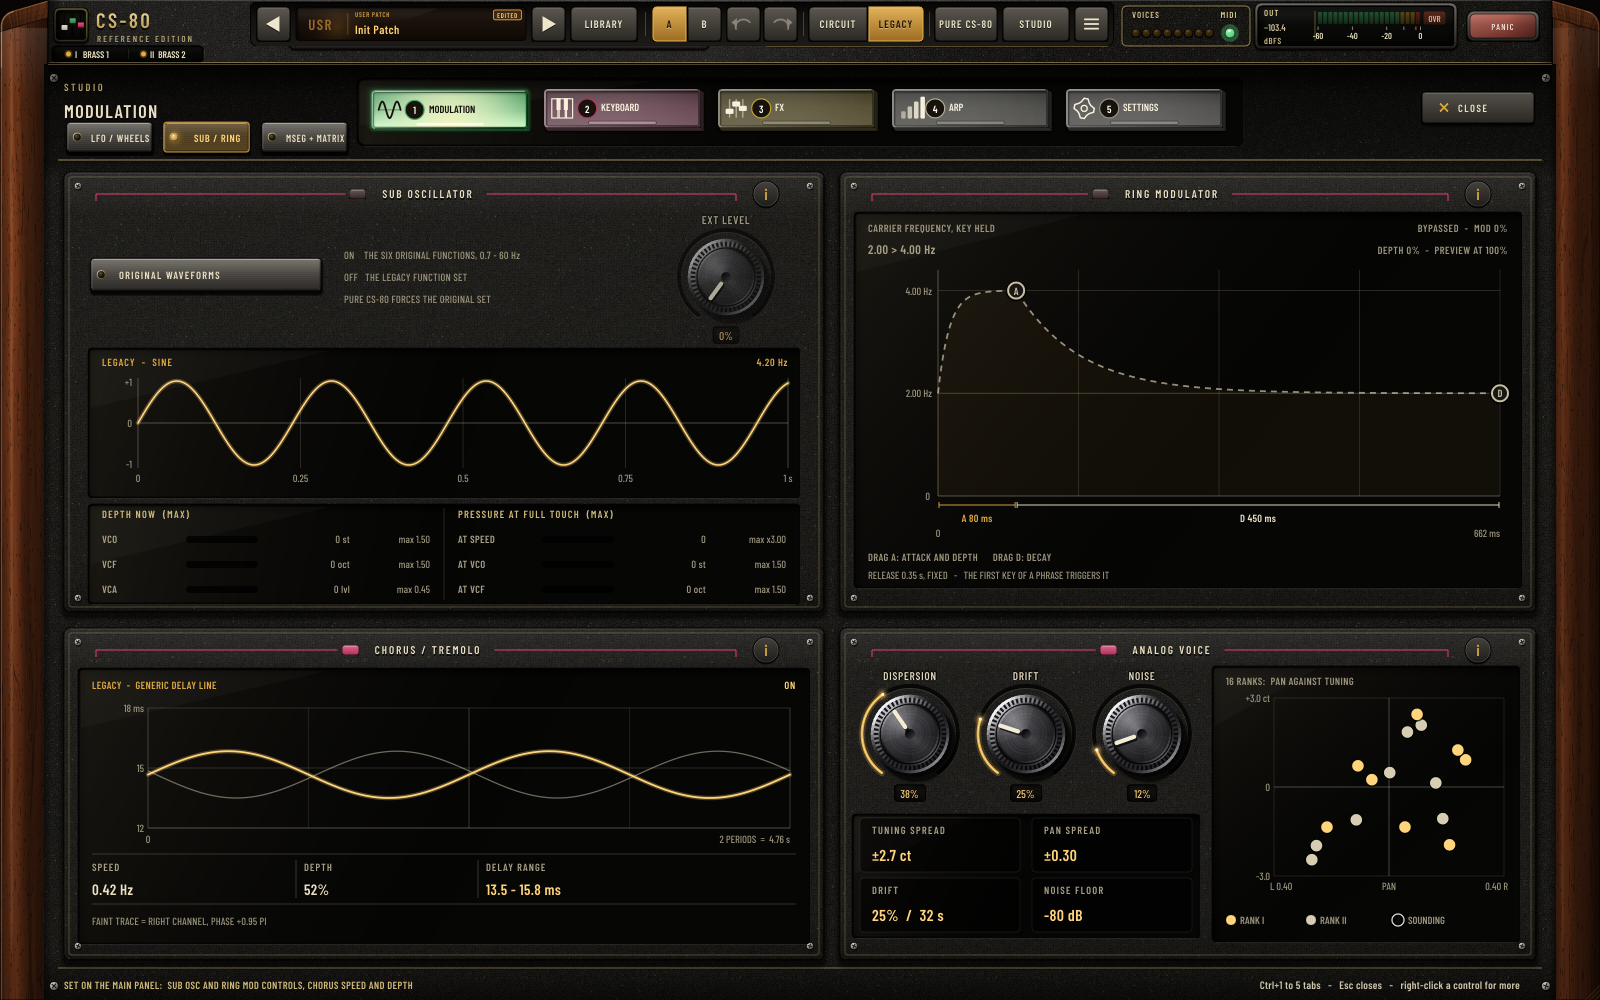 CS-80
REFERENCE EDITION
I BRASS 1
II BRASS 2
USR
USER PATCH
Init Patch
EDITED
LIBRARY
A
B
CIRCUIT
LEGACY
PURE CS-80
STUDIO
VOICES
MIDI
OUT
-103.4
dBFS
-60
-40
-20
0
OVR
PANIC
STUDIO
MODULATION
LFO / WHEELS
SUB / RING
MSEG + MATRIX
1 MODULATION
2 KEYBOARD
3 FX
4 ARP
5 SETTINGS
CLOSE
SUB OSCILLATOR
i
ORIGINAL WAVEFORMS
ON THE SIX ORIGINAL FUNCTIONS, 0.7 - 60 Hz
OFF THE LEGACY FUNCTION SET
PURE CS-80 FORCES THE ORIGINAL SET
EXT LEVEL
0%
LEGACY - SINE
4.20 Hz
+1
0
-1
0
0.25
0.5
0.75
1 s
DEPTH NOW (MAX)
VCO
0 st
max 1.50
VCF
0 oct
max 1.50
VCA
0 lvl
max 0.45
PRESSURE AT FULL TOUCH (MAX)
AT SPEED
0
max x3.00
AT VCO
0 st
max 1.50
AT VCF
0 oct
max 1.50
RING MODULATOR
i
CARRIER FREQUENCY, KEY HELD
BYPASSED - MOD 0%
2.00 > 4.00 Hz
DEPTH 0% - PREVIEW AT 100%
4.00 Hz
2.00 Hz
0
A
D
A 80 ms
D 450 ms
0
662 ms
DRAG A: ATTACK AND DEPTH DRAG D: DECAY
RELEASE 0.35 s, FIXED - THE FIRST KEY OF A PHRASE TRIGGERS IT
CHORUS / TREMOLO
i
LEGACY - GENERIC DELAY LINE
ON
18 ms
15
12
0
2 PERIODS = 4.76 s
SPEED
0.42 Hz
DEPTH
52%
DELAY RANGE
13.5 - 15.8 ms
FAINT TRACE = RIGHT CHANNEL, PHASE +0.95 PI
ANALOG VOICE
i
DISPERSION
38%
DRIFT
25%
NOISE
12%
TUNING SPREAD
±2.7 ct
PAN SPREAD
±0.30
DRIFT
25% / 32 s
NOISE FLOOR
-80 dB
16 RANKS: PAN AGAINST TUNING
+3.0 ct
0
-3.0
L 0.40
PAN
0.40 R
RANK I
RANK II
SOUNDING
SET ON THE MAIN PANEL: SUB OSC AND RING MOD CONTROLS, CHORUS SPEED AND DEPTH
Ctrl+1 to 5 tabs - Esc closes - right-click a control for more